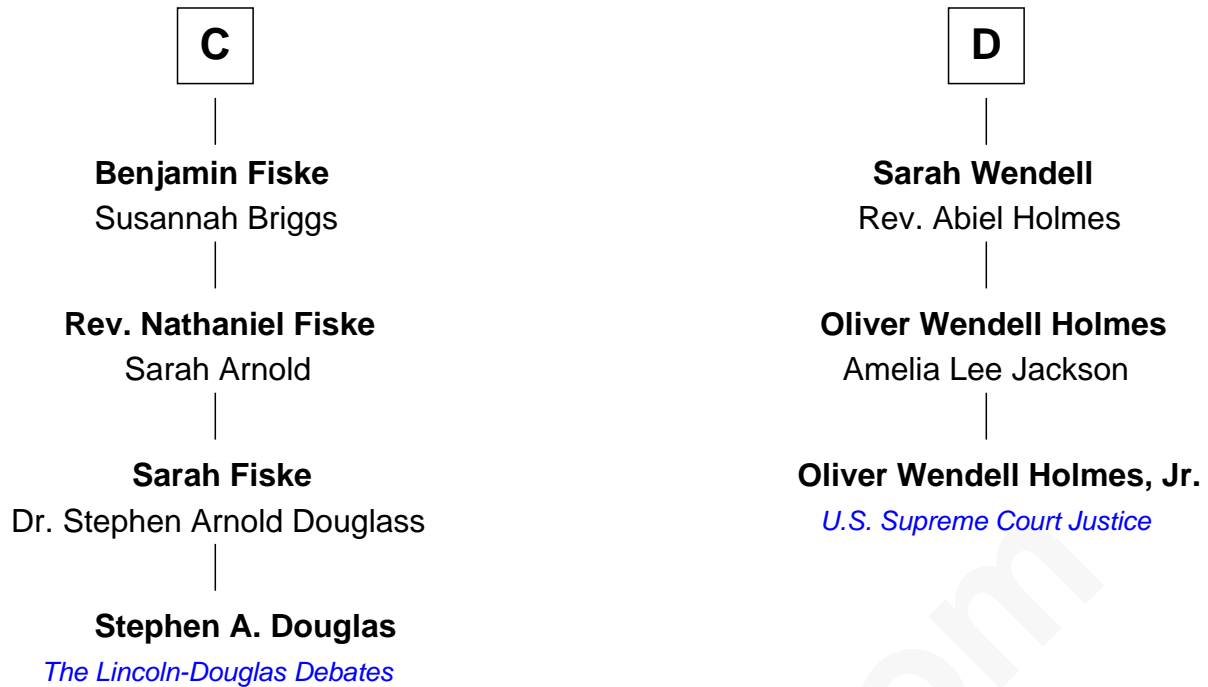 C
Benjamin Fiske
Susannah Briggs
Rev. Nathaniel Fiske
Sarah Arnold
Sarah Fiske
Dr. Stephen Arnold Douglass
Stephen A. Douglas
The Lincoln-Douglas Debates
D
Sarah Wendell
Rev. Abiel Holmes
Oliver Wendell Holmes
Amelia Lee Jackson
Oliver Wendell Holmes, Jr.
U.S. Supreme Court Justice
om